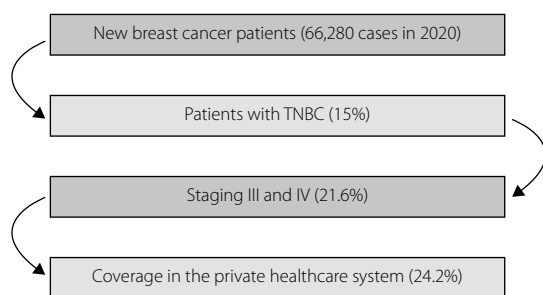 New breast cancer patients (66,280 cases in 2020)
Patients with TNBC (15%)
Staging III and IV (21.6%)
Coverage in the private healthcare system (24.2%)